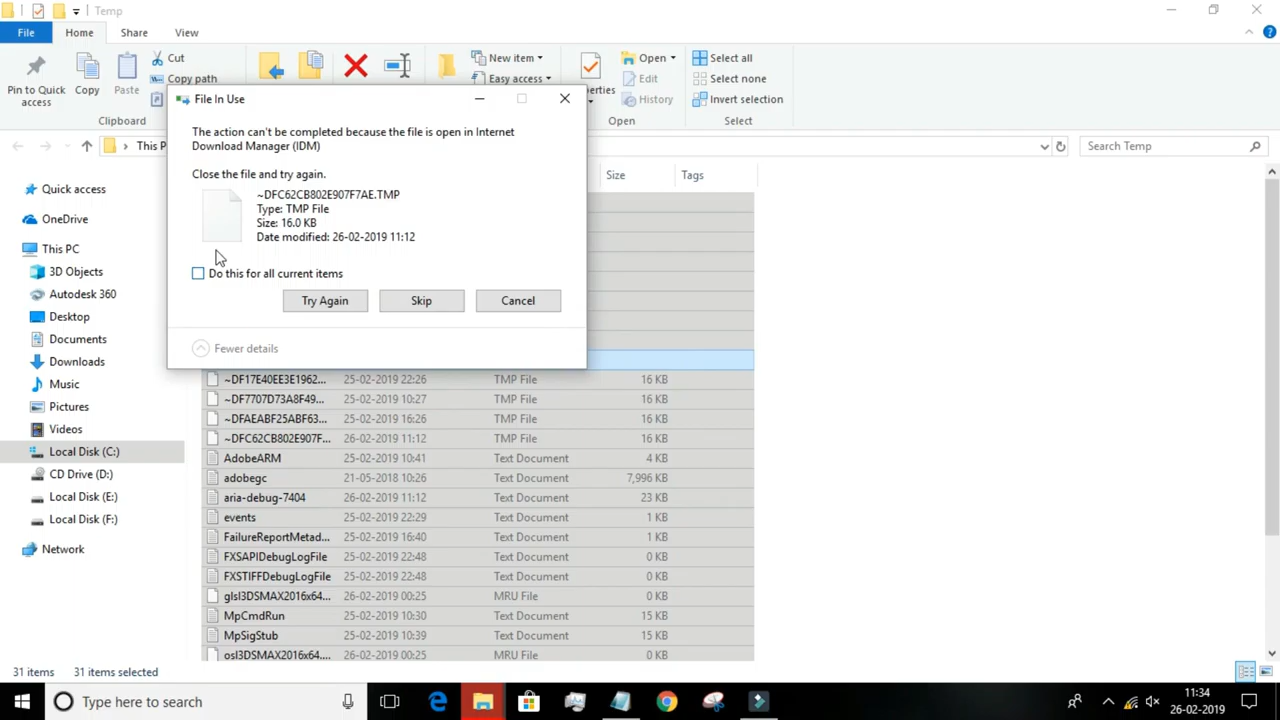 Temp
File
Home
Share
View
Pin to Quick access
Copy
Paste
Cut
Copy path
New item
Easy access
Open
Edit
History
Select all
Select none
Invert selection
Clipboard
erties
Open
Select
This P
Search Temp
File In Use
The action can't be completed because the file is open in Internet
Download Manager (IDM)
Close the file and try again.
~DFC62CB802E907F7AE.TMP
Type: TMP File
Size: 16.0 KB
Date modified: 26-02-2019 11:12
Do this for all current items
Try Again
Skip
Cancel
Fewer details
Quick access
OneDrive
This PC
3D Objects
Autodesk 360
Desktop
Documents
Downloads
Music
Pictures
Videos
Local Disk (C:)
CD Drive (D:)
Local Disk (E:)
Local Disk (F:)
Network
Size
Tags
~DF17E40EE3E1962... 25-02-2019 22:26 TMP File 16 KB
~DF7707D73A8F49... 25-02-2019 10:27 TMP File 16 KB
~DFAEABF25ABF63... 25-02-2019 16:26 TMP File 16 KB
~DFC62CB802E907F... 26-02-2019 11:12 TMP File 16 KB
AdobeARM 25-02-2019 10:41 Text Document 4 KB
adobegc 21-05-2018 10:26 Text Document 7,996 KB
aria-debug-7404 26-02-2019 11:12 Text Document 23 KB
events 25-02-2019 22:29 Text Document 1 KB
FailureReportMetad... 25-02-2019 16:40 Text Document 1 KB
FXSAPIDebugLogFile 25-02-2019 22:48 Text Document 0 KB
FXSTIFFDebugLogFile 25-02-2019 22:48 Text Document 0 KB
glsl3DSMAX2016x64.... 26-02-2019 00:25 MRU File 0 KB
MpCmdRun 25-02-2019 10:30 Text Document 15 KB
MpSigStub 25-02-2019 10:39 Text Document 15 KB
osl3DSMAX2016x64.... 26-02-2019 00:25 MRU File 0 KB
31 items 31 items selected
Type here to search
11:34
26-02-2019